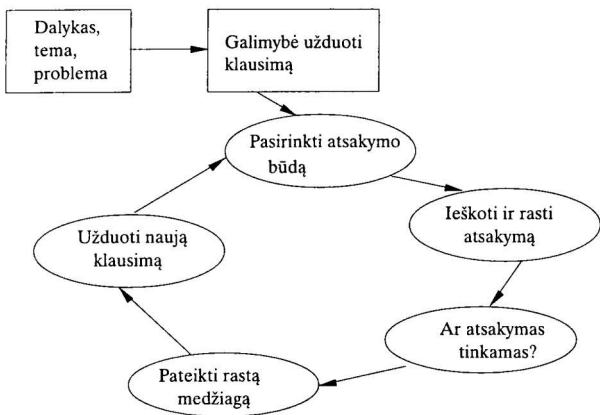 Dalykas,
tema,
problema
Galimybė užduoti
klausimą
Pasirinkti atsakymo
būdą
Ieškoti ir rasti
atsakymą
Ar atsakymas
tinkamas?
Pateikti rastą
medžiagą
Užduoti naują
klausimą